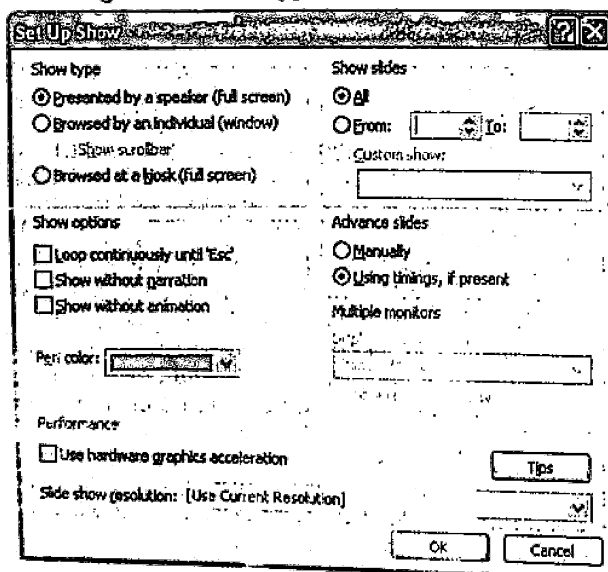 Set Up Show
Show type
Presented by a speaker (full screen)
Browsed by an individual (window)
Show scrollbar
Browsed at a kiosk (full screen)
Show slides
All
From: To:
Custom show:
Show options
Loop continuously until 'Esc'
Show without narration
Show without animation
Pen color:
Advance slides
Manually
Using timings, if present
Multiple monitors
Performance
Use hardware graphics acceleration
Tips
Slide show resolution: [Use Current Resolution]
OK
Cancel